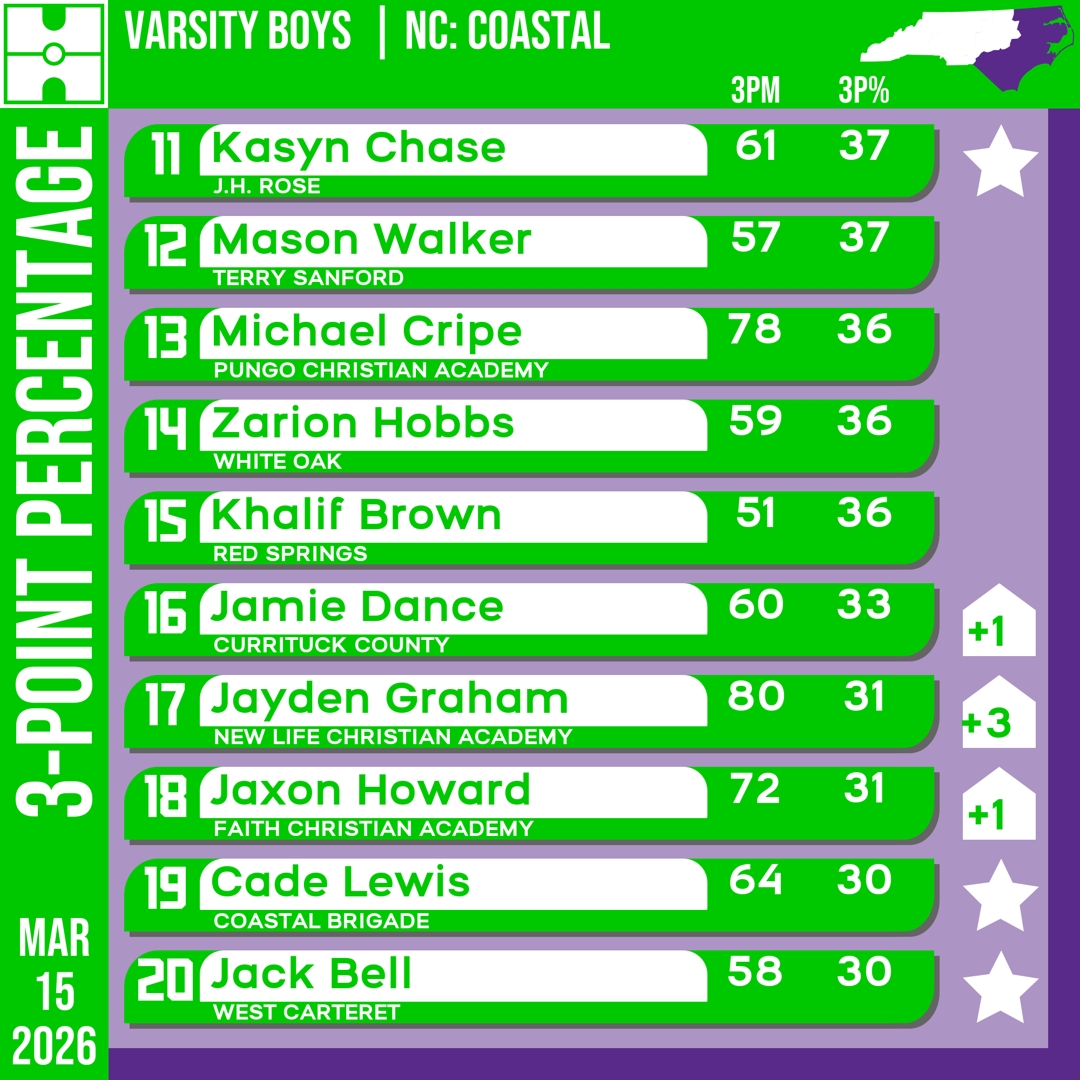 VARSITY BOYS | NC: COASTAL
3PM 3P%
3-POINT PERCENTAGE
11 Kasyn Chase 61 37
J.H. ROSE
12 Mason Walker 57 37
TERRY SANFORD
13 Michael Cripe 78 36
PUNGO CHRISTIAN ACADEMY
14 Zarion Hobbs 59 36
WHITE OAK
15 Khalif Brown 51 36
RED SPRINGS
16 Jamie Dance 60 33 +1
CURRITUCK COUNTY
17 Jayden Graham 80 31 +3
NEW LIFE CHRISTIAN ACADEMY
18 Jaxon Howard 72 31 +1
FAITH CHRISTIAN ACADEMY
19 Cade Lewis 64 30
COASTAL BRIGADE
20 Jack Bell 58 30
WEST CARTERET
MAR
15
2026